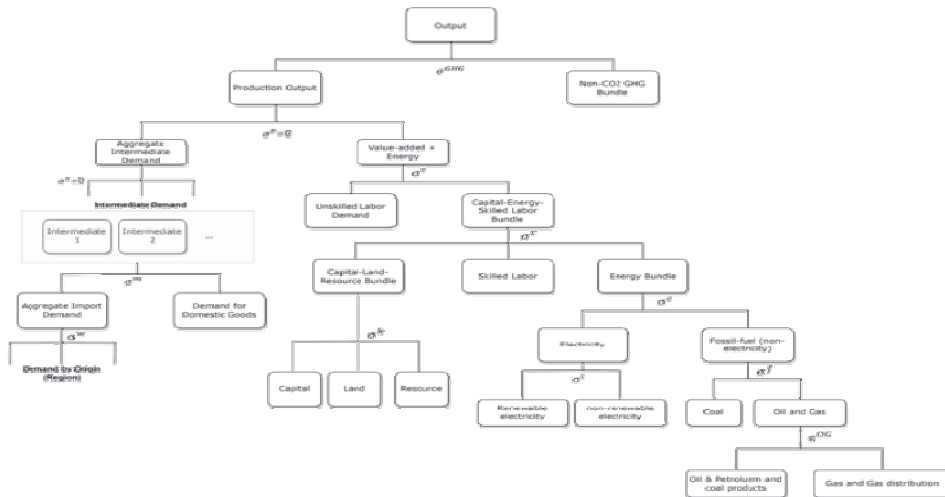 Output
σ^GHG
Production Output
Non-CO2 GHG
Bundle
σ^P=0
Aggregate
Intermediate
Demand
Value-added +
Energy
σ^n=0
σ^v
Intermediate Demand
Unskilled Labor
Demand
Capital-Energy-
Skilled Labor
Bundle
Intermediate
1
Intermediate
2
...
Capital-Land-
Resource Bundle
Skilled Labor
Energy Bundle
σ^m
σ^e
Aggregate Import
Demand
Demand for
Domestic Goods
σ^w
Demand by Origin
(Region)
Electricity
Fossil-fuel (non-
electricity)
σ^f
Capital
Land
Resource
Renewable
electricity
non-renewable
electricity
Coal
Oil and Gas
σ^OG
Oil & Petroluem and
coal products
Gas and Gas distribution